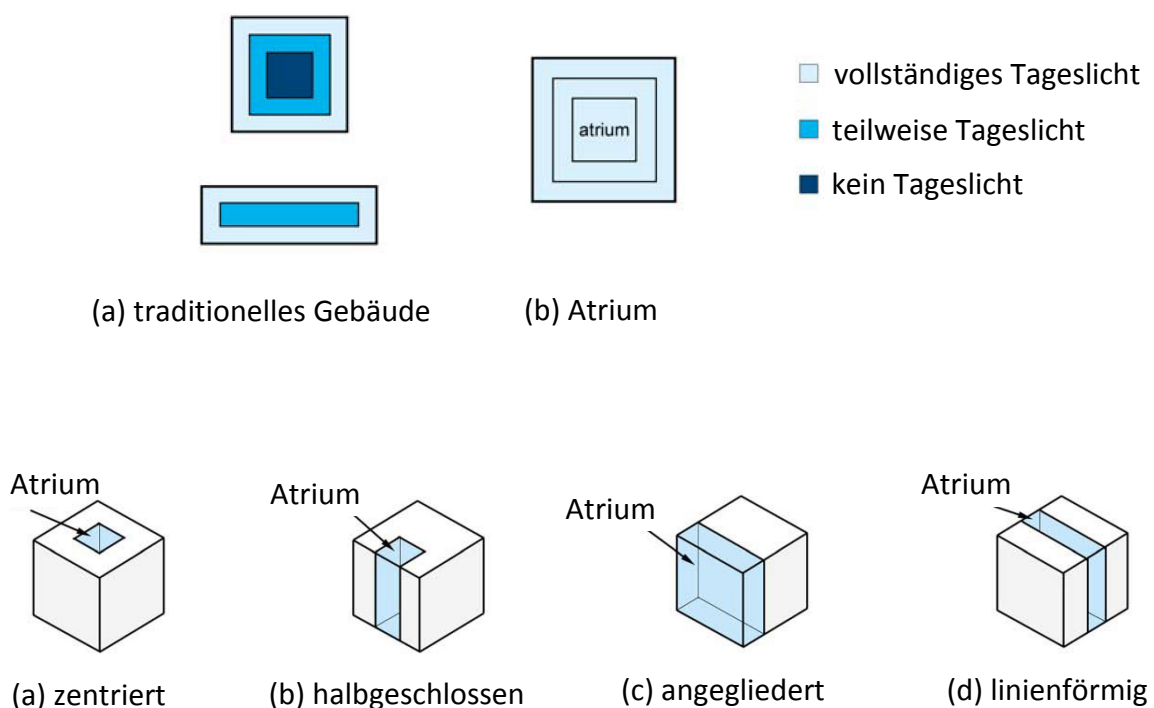 atrium
vollständiges Tageslicht
teilweise Tageslicht
kein Tageslicht
(a) traditionelles Gebäude
(b) Atrium
Atrium
Atrium
Atrium
Atrium
(a) zentriert
(b) halbgeschlossen
(c) angegliedert
(d) linienförmig